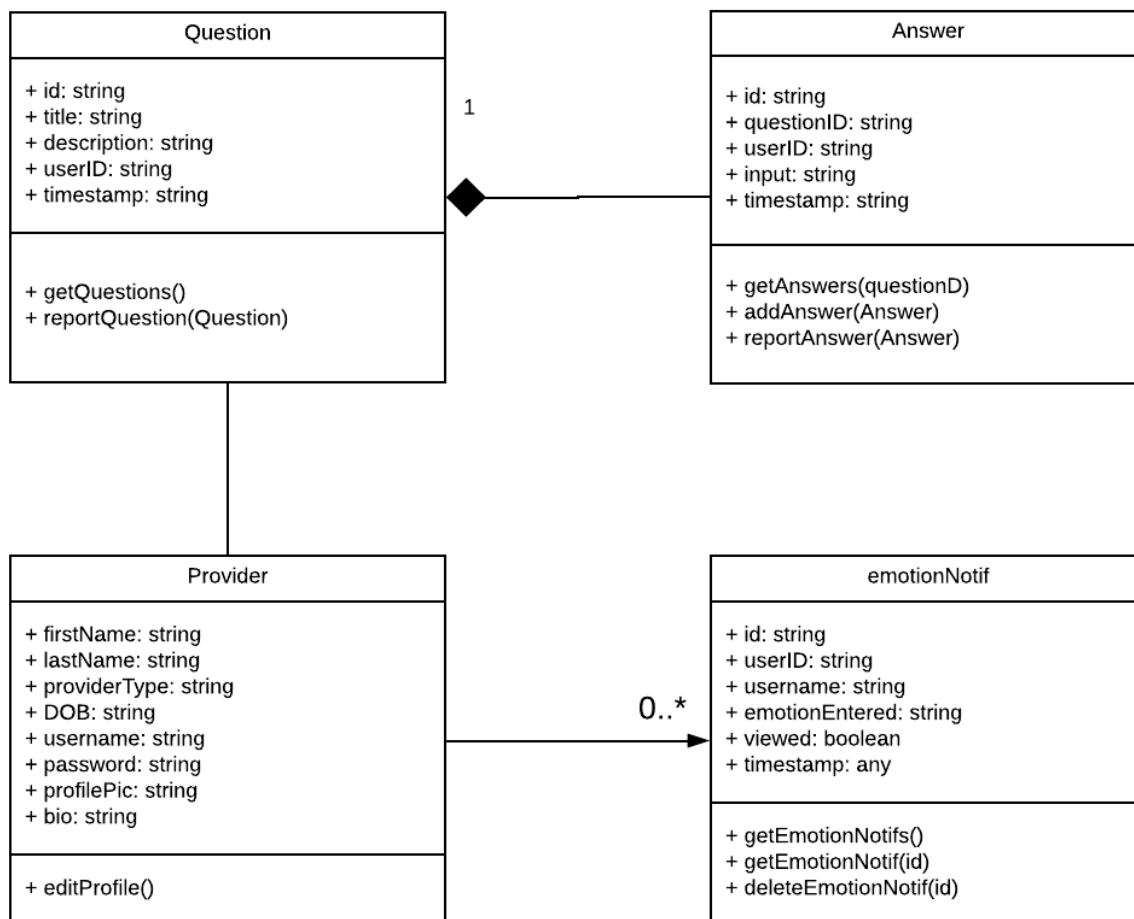 Question
+ id: string
+ title: string
+ description: string
+ userID: string
+ timestamp: string
+ getQuestions()
+ reportQuestion(Question)
1
Answer
+ id: string
+ questionID: string
+ userID: string
+ input: string
+ timestamp: string
+ getAnswers(questionD)
+ addAnswer(Answer)
+ reportAnswer(Answer)
Provider
+ firstName: string
+ lastName: string
+ providerType: string
+ DOB: string
+ username: string
+ password: string
+ profilePic: string
+ bio: string
+ editProfile()
0..*
emotionNotif
+ id: string
+ userID: string
+ username: string
+ emotionEntered: string
+ viewed: boolean
+ timestamp: any
+ getEmotionNotifs()
+ getEmotionNotif(id)
+ deleteEmotionNotif(id)